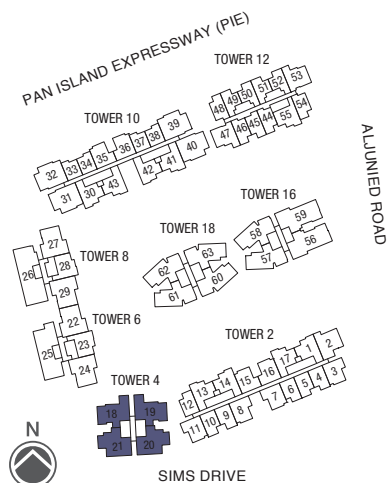 PAN ISLAND EXPRESSWAY (PIE)
TOWER 12
48 49 50 51 52 53
47 46 45 44 55 54
TOWER 10
32 33 34 35 36 37 38 39
31 30 43 42 41 40
ALJUNIED ROAD
TOWER 16
58 59
57 56
TOWER 18
62 63
61 60
TOWER 8
27
26 28
29
TOWER 6
22
25 23
24
TOWER 2
12 13 14 15 16 17 1 2
11 10 9 8 7 6 5 4 3
TOWER 4
18 19
21 20
N
SIMS DRIVE